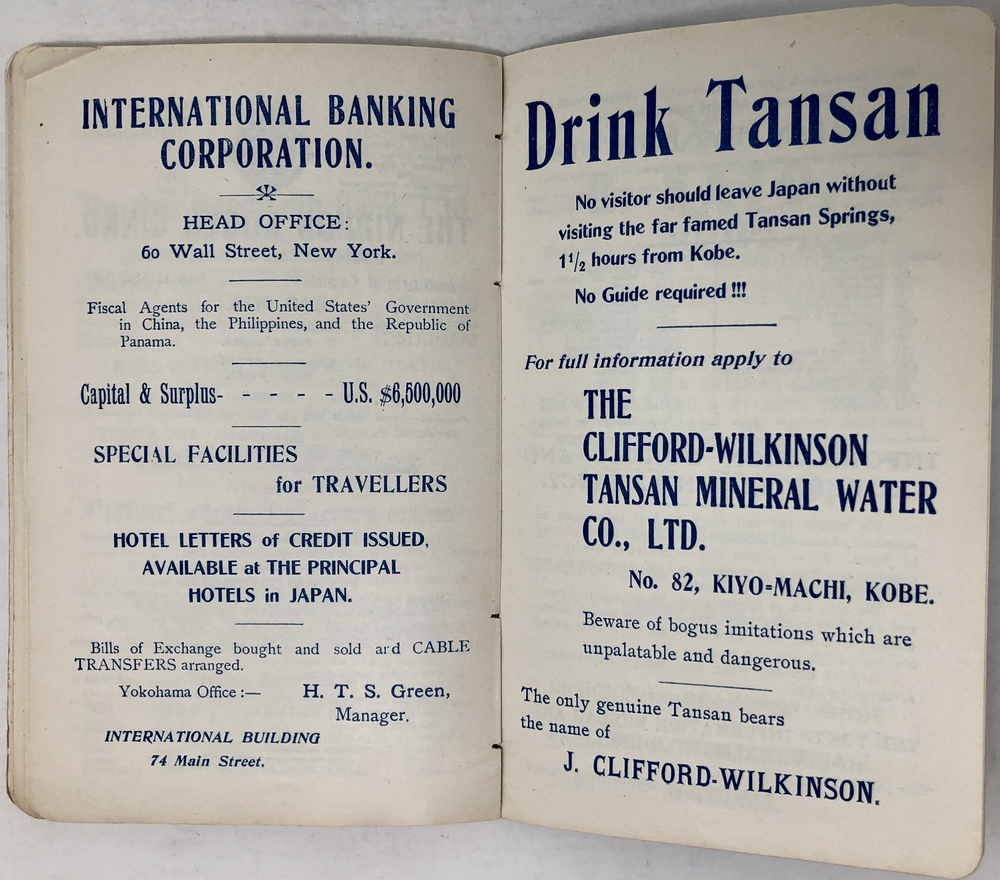 INTERNATIONAL BANKING
CORPORATION.
HEAD OFFICE:
60 Wall Street, New York.
Fiscal Agents for the United States' Government
in China, the Philippines, and the Republic of
Panama.
Capital & Surplus- - - - - U.S. $6,500,000
SPECIAL FACILITIES
for TRAVELLERS
HOTEL LETTERS of CREDIT ISSUED,
AVAILABLE at THE PRINCIPAL
HOTELS in JAPAN.
Bills of Exchange bought and sold and CABLE
TRANSFERS arranged.
Yokohama Office :— H. T. S. Green,
Manager.
INTERNATIONAL BUILDING
74 Main Street.
Drink Tansan
No visitor should leave Japan without
visiting the far famed Tansan Springs,
1 1/2 hours from Kobe.
No Guide required !!!
For full information apply to
THE
CLIFFORD-WILKINSON
TANSAN MINERAL WATER
CO., LTD.
No. 82, KIYO=MACHI, KOBE.
Beware of bogus imitations which are
unpalatable and dangerous.
The only genuine Tansan bears
the name of
J. CLIFFORD-WILKINSON.